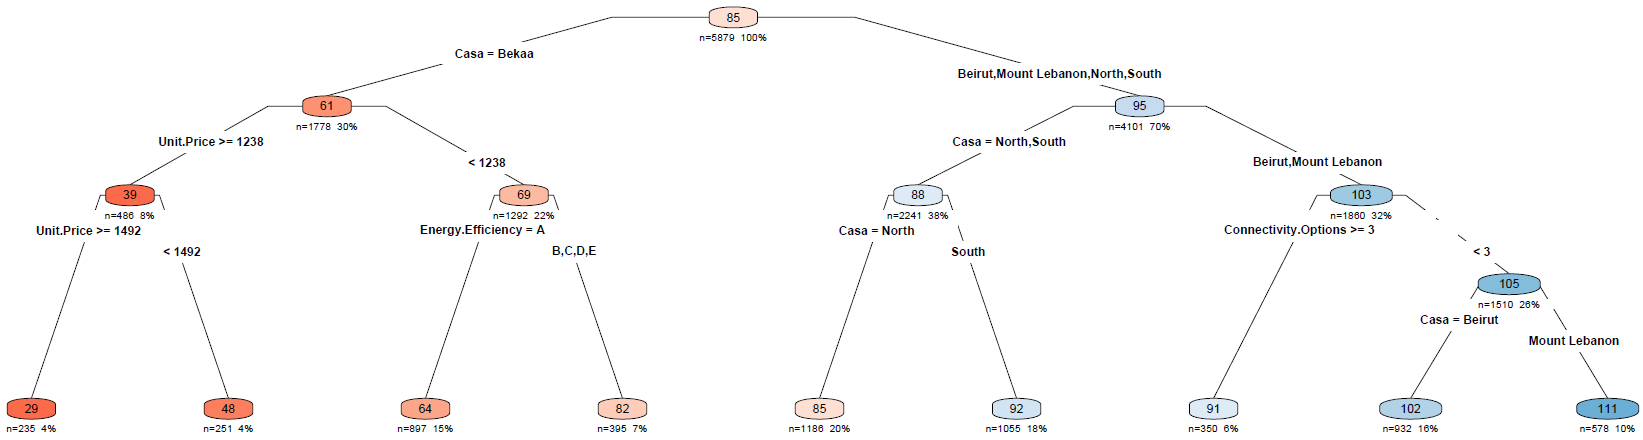 85
n=5879 100%
Casa = Bekaa
Beirut,Mount Lebanon,North,South
61
n=1778 30%
95
n=4101 70%
Unit.Price >= 1238
< 1238
Casa = North,South
Beirut,Mount Lebanon
39
n=486 8%
69
n=1292 22%
88
n=2241 38%
103
n=1860 32%
Unit.Price >= 1492
< 1492
Energy.Efficiency = A
B,C,D,E
Casa = North
South
Connectivity.Options >= 3
< 3
105
n=1510 26%
Casa = Beirut
Mount Lebanon
29
n=235 4%
48
n=251 4%
64
n=897 15%
82
n=395 7%
85
n=1186 20%
92
n=1055 18%
91
n=350 6%
102
n=932 16%
111
n=578 10%